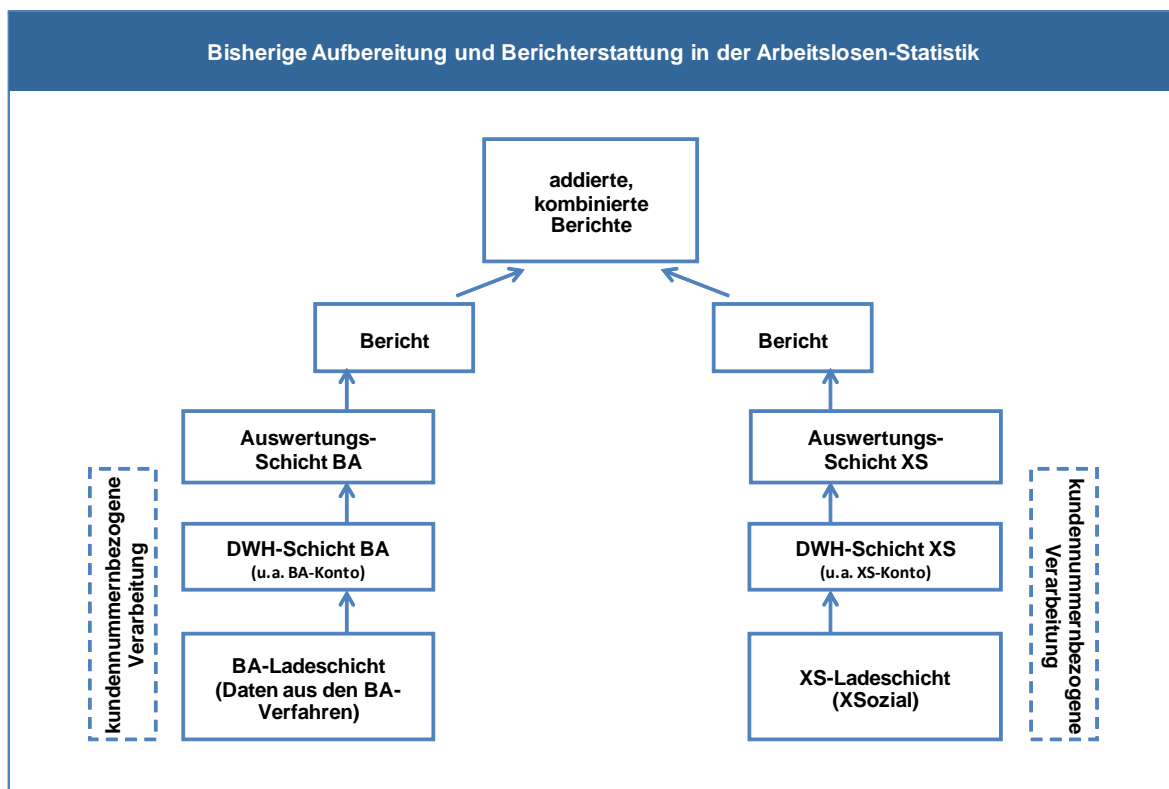 Bisherige Aufbereitung und Berichterstattung in der Arbeitslosen-Statistik
addierte,
kombinierte
Berichte
Bericht
Bericht
Auswertungs-
Schicht BA
Auswertungs-
Schicht XS
kundennummernbezogene
Verarbeitung
DWH-Schicht BA
(u.a. BA-Konto)
DWH-Schicht XS
(u.a. XS-Konto)
kundennummernbezogene
Verarbeitung
BA-Ladeschicht
(Daten aus den BA-
Verfahren)
XS-Ladeschicht
(XSozial)